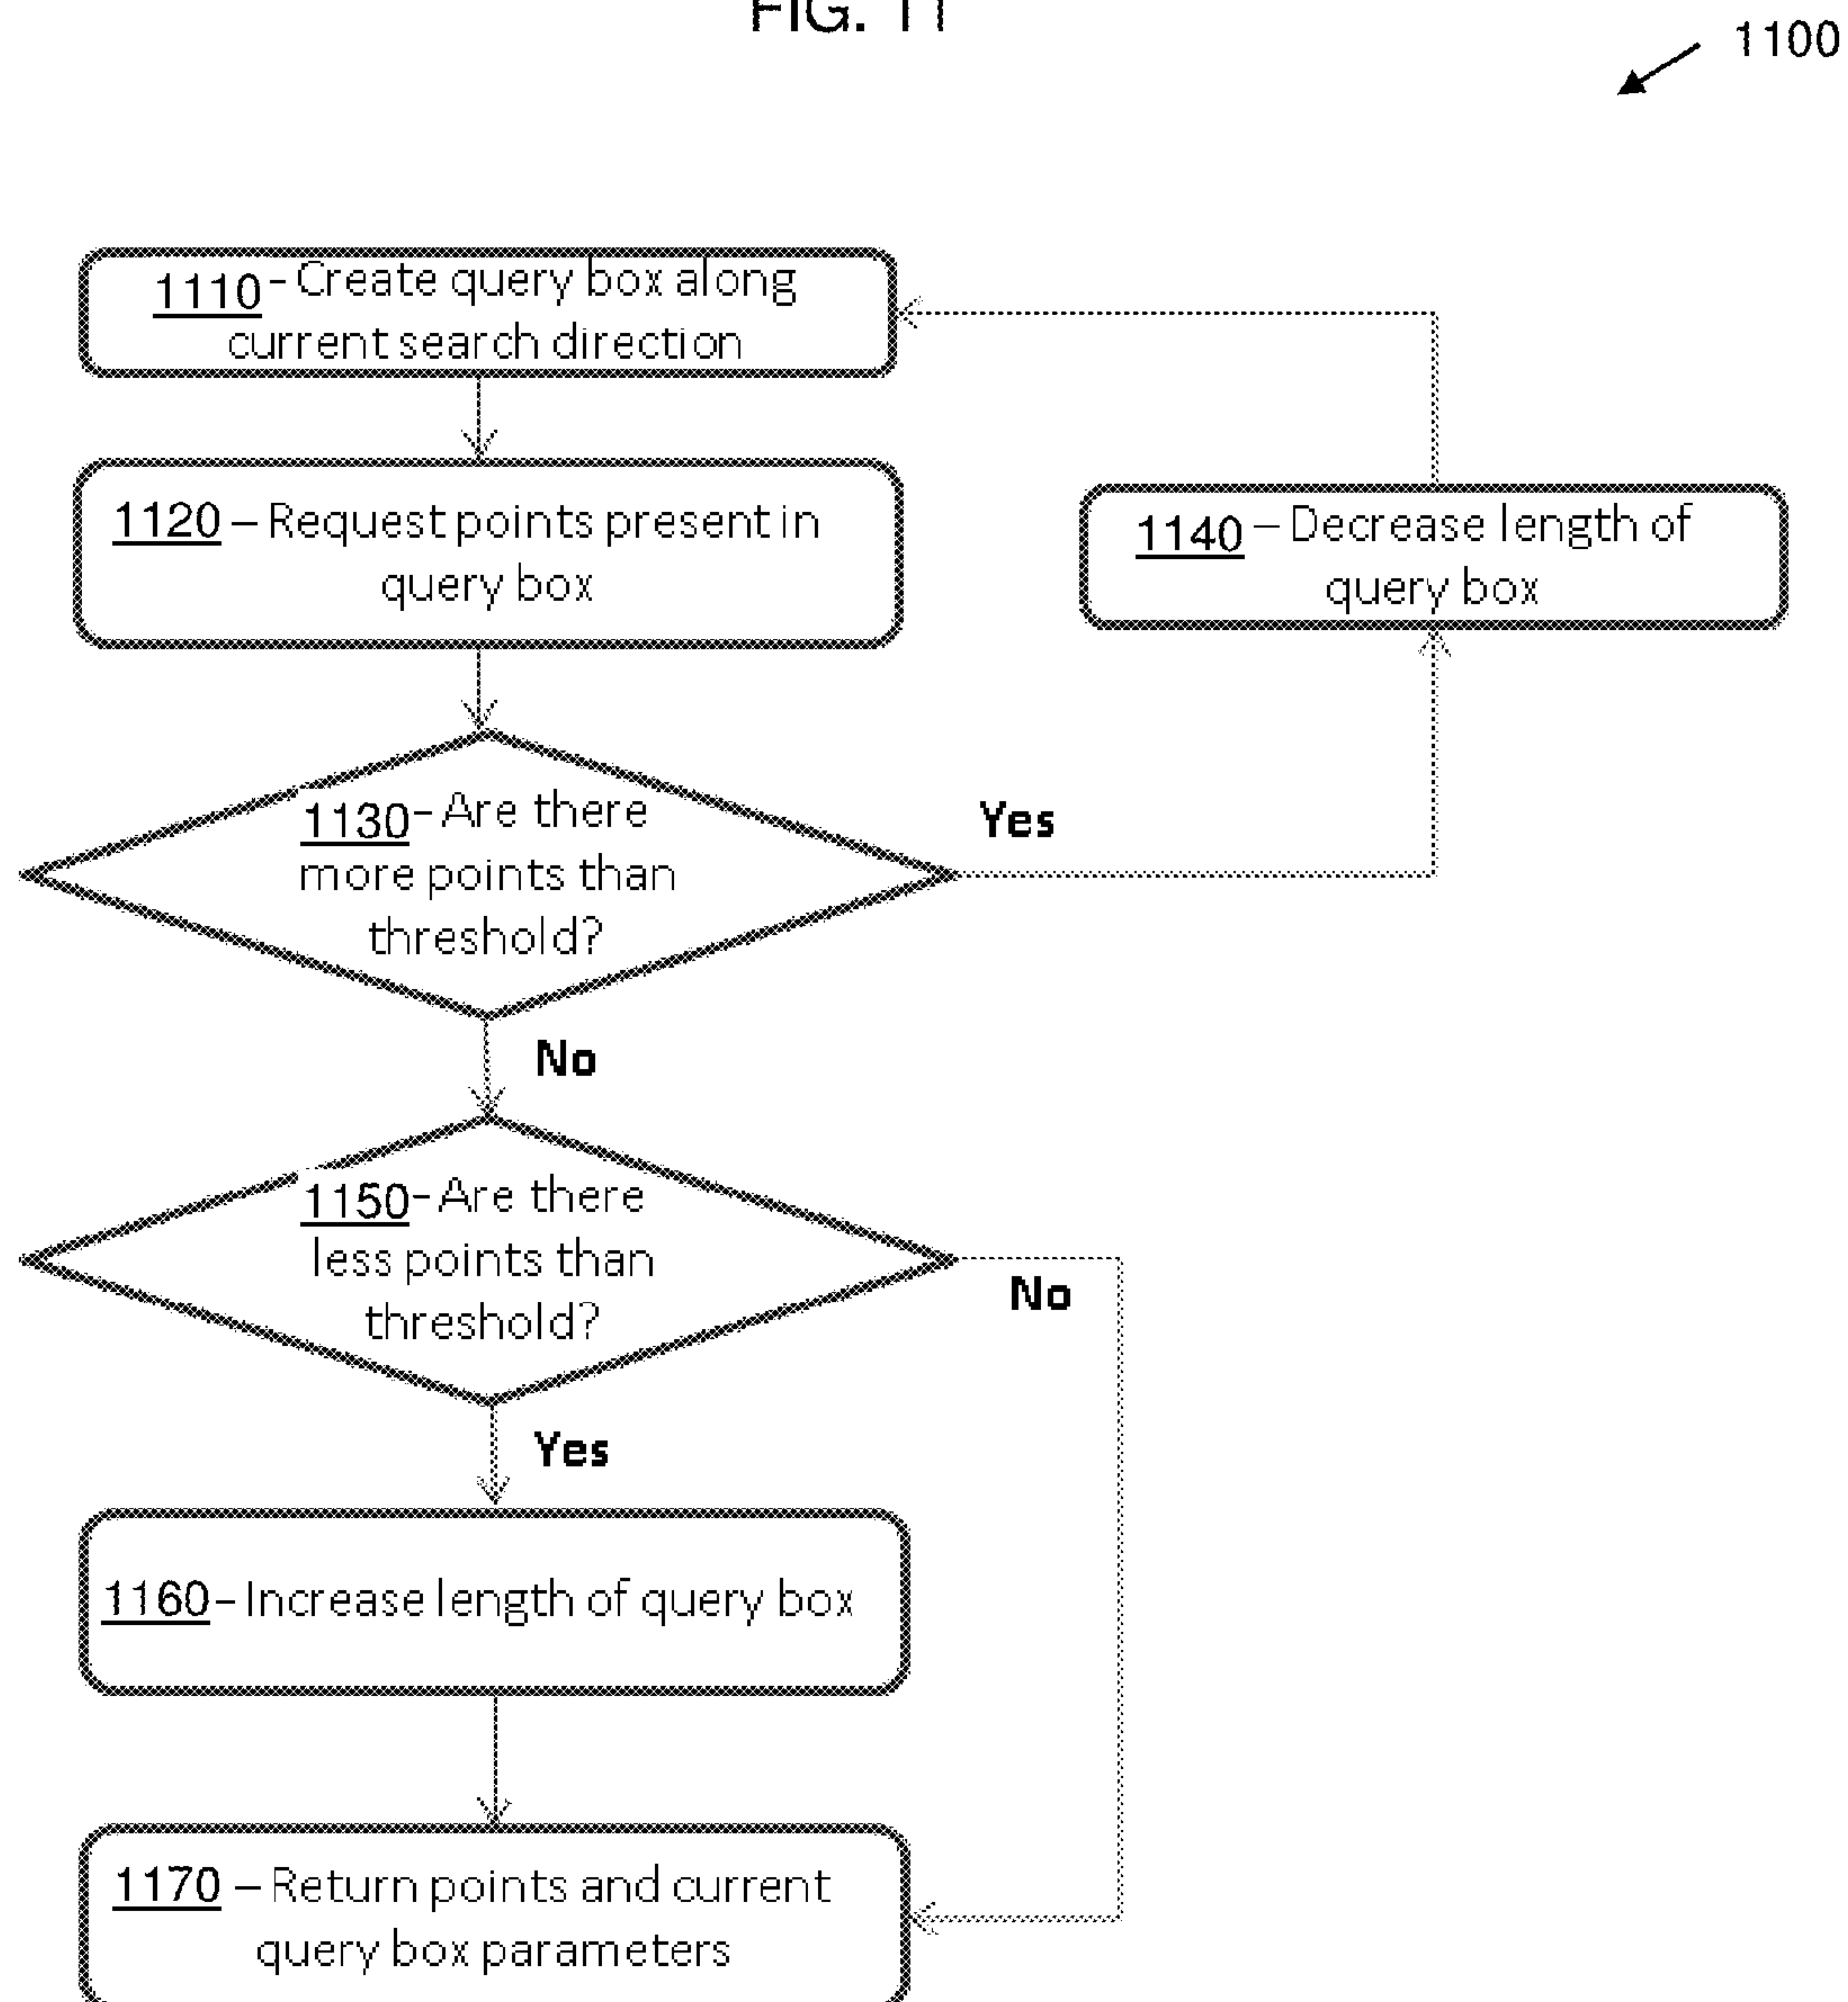 FIG. 11
1100
1110 - Create query box along
current search direction
1120 – Request points present in
query box
1140 – Decrease length of
query box
1130 - Are there
more points than
threshold?
Yes
No
1150 - Are there
less points than
threshold?
No
Yes
1160 – Increase length of query box
1170 – Return points and current
query box parameters